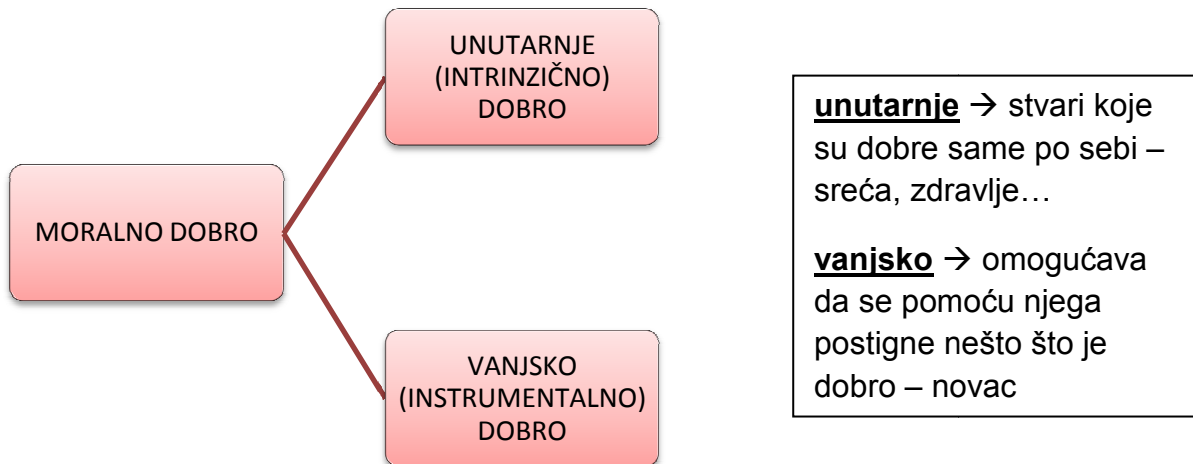 UNUTARNJE
(INTRINZIČNO)
DOBRO
MORALNO DOBRO
VANJSKO
(INSTRUMENTALNO)
DOBRO
unutarnje → stvari koje
su dobre same po sebi –
sreća, zdravlje…
vanjsko → omogućava
da se pomoću njega
postigne nešto što je
dobro – novac